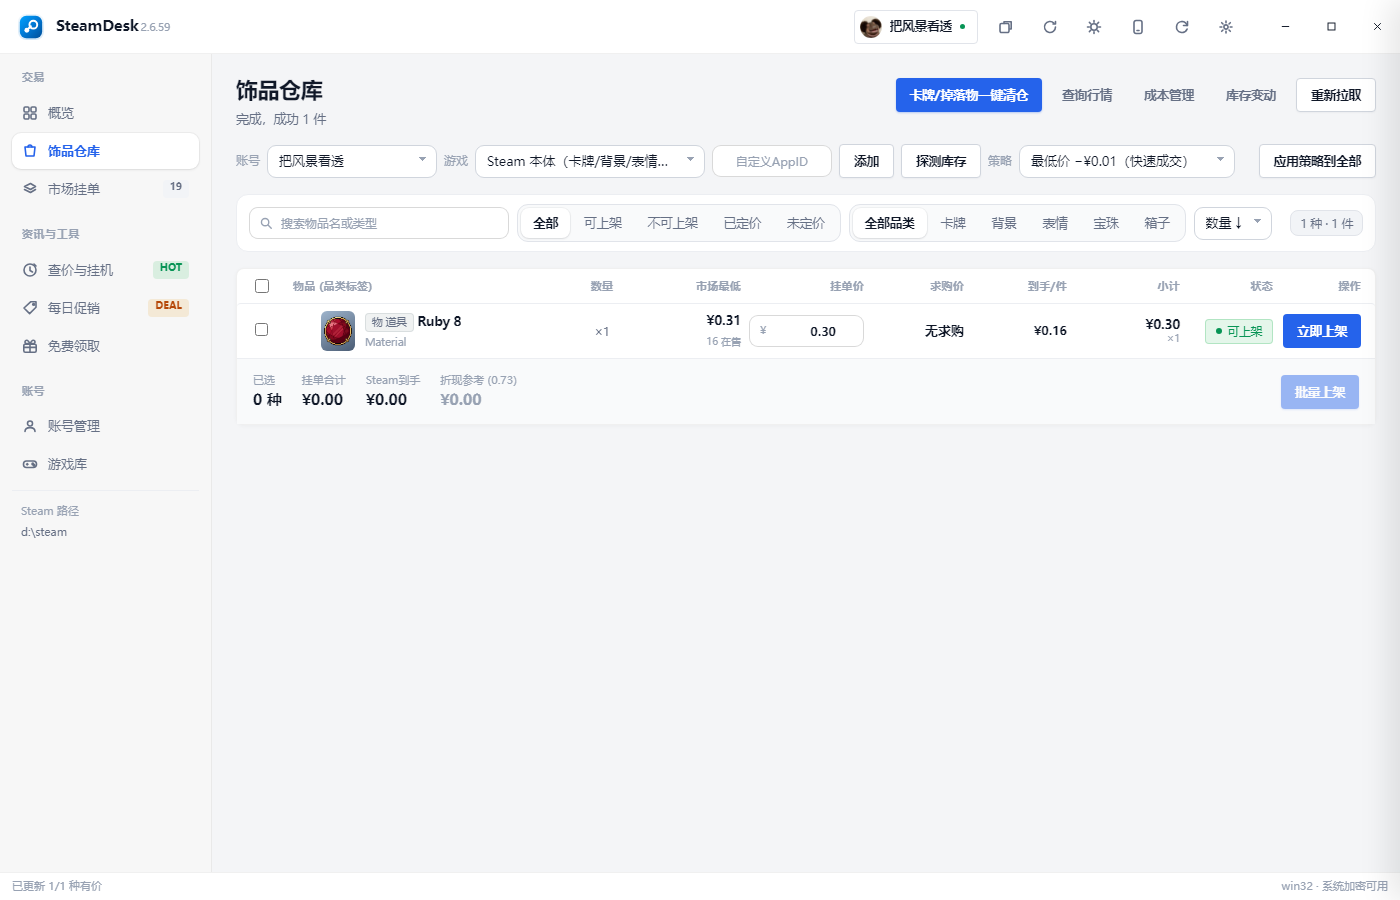 SteamDesk 2.6.59
把风景看透
交易
概览
饰品仓库
市场挂单 19
资讯与工具
查价与挂机 HOT
每日促销 DEAL
免费领取
账号
账号管理
游戏库
Steam 路径
d:\steam
饰品仓库
完成，成功 1 件
卡牌/掉落物一键清仓 查询行情 成本管理 库存变动 重新拉取
账号 把风景看透 游戏 Steam 本体（卡牌/背景/表情... 自定义AppID 添加 探测库存 策略 最低价 −¥0.01（快速成交） 应用策略到全部
搜索物品名或类型 全部 可上架 不可上架 已定价 未定价 全部品类 卡牌 背景 表情 宝珠 箱子 数量↓ 1 种 · 1 件
物品 (品类标签) 数量 市场最低 挂单价 求购价 到手/件 小计 状态 操作
物 道具 Ruby 8
Material
×1
¥0.31
16 在售
¥ 0.30
无求购
¥0.16
¥0.30
×1
可上架
立即上架
已选 挂单合计 Steam到手 折现参考 (0.73)
0 种 ¥0.00 ¥0.00 ¥0.00
批量上架
已更新 1/1 种有价
win32 · 系统加密可用